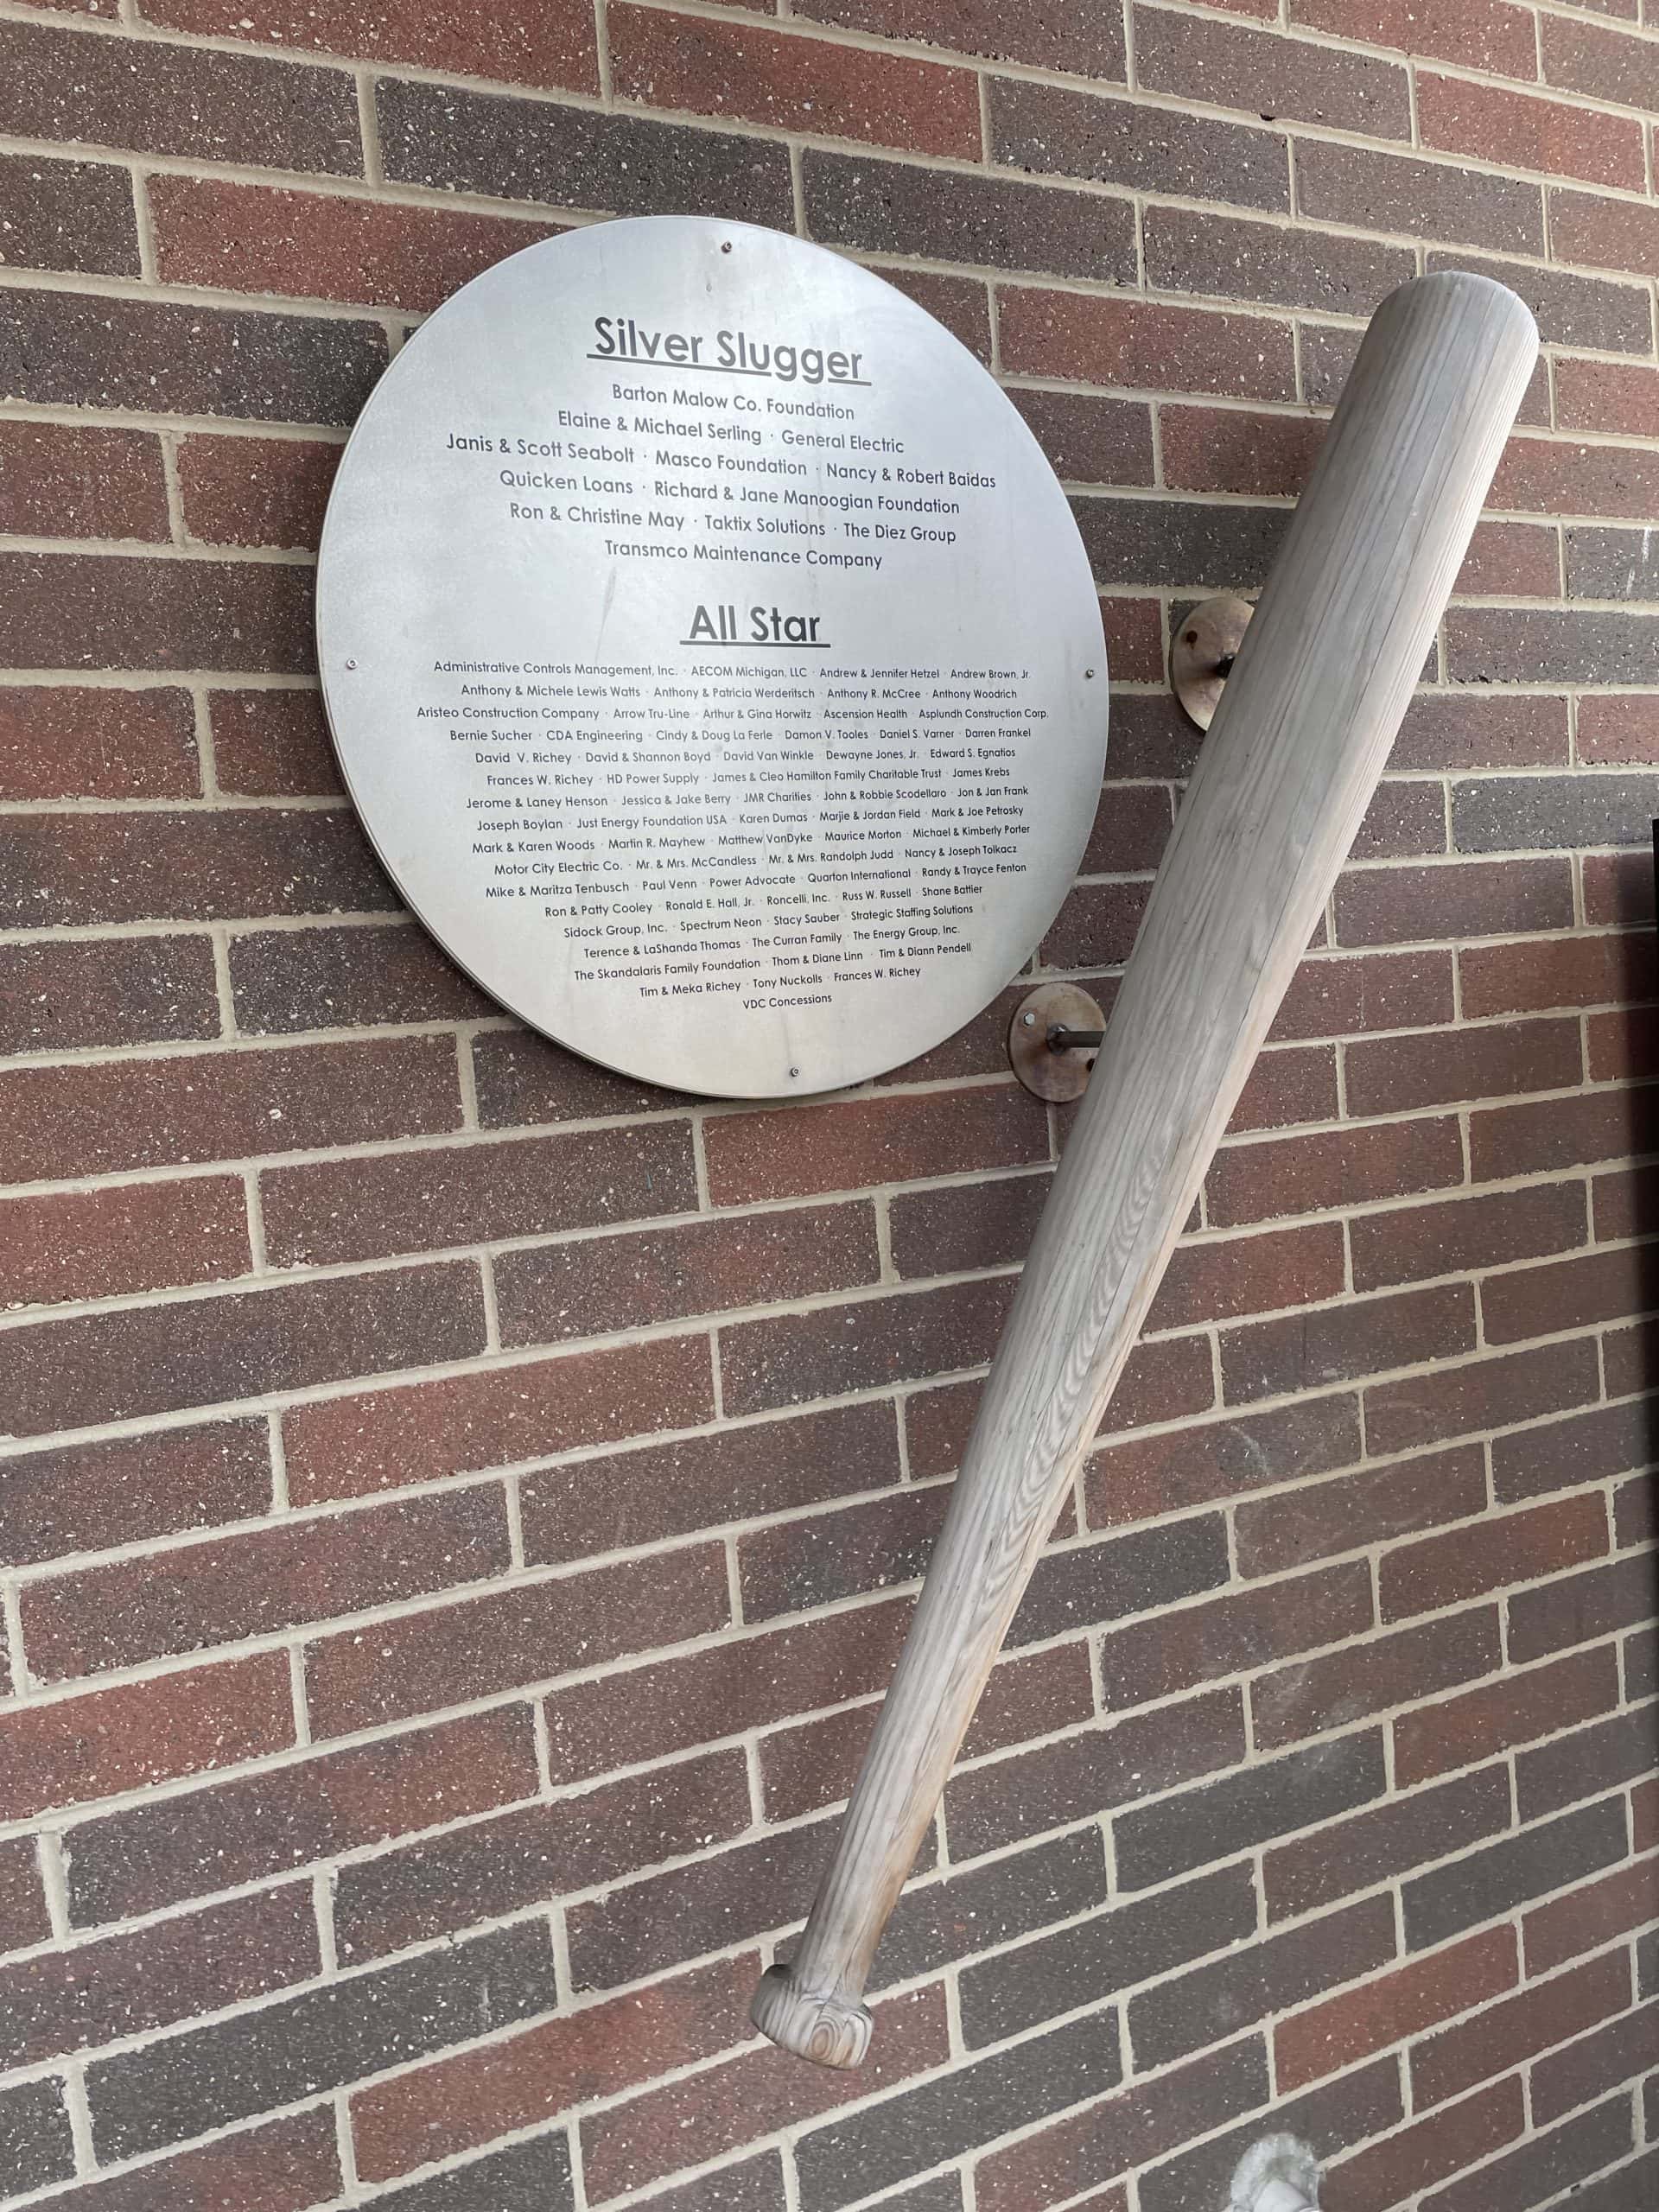 Silver Slugger
Barton Malow Co. Foundation
Elaine & Michael Serling · General Electric
Janis & Scott Seabolt · Masco Foundation · Nancy & Robert Baidas
Quicken Loans · Richard & Jane Manoogian Foundation
Ron & Christine May · Taktix Solutions · The Diez Group
Transmco Maintenance Company
All Star
Administrative Controls Management, Inc. · AECOM Michigan, LLC · Andrew & Jennifer Hetzel · Andrew Brown, Jr.
Anthony & Michele Lewis Watts · Anthony & Patricia Werderitsch · Anthony R. McCree · Anthony Woodrich
Aristeo Construction Company · Arrow Tru-Line · Arthur & Gina Horwitz · Ascension Health · Asplundh Construction Corp.
Bernie Sucher · CDA Engineering · Cindy & Doug La Ferle · Damon V. Tooles · Daniel S. Varner · Darren Frankel
David V. Richey · David & Shannon Boyd · David Van Winkle · Dewayne Jones, Jr. · Edward S. Egnatios
Frances W. Richey · HD Power Supply · James & Cleo Hamilton Family Charitable Trust · James Krebs
Jerome & Laney Henson · Jessica & Jake Berry · JMR Charities · John & Robbie Scodellaro · Jon & Jan Frank
Joseph Boylan · Just Energy Foundation USA · Karen Dumas · Marjie & Jordan Field · Mark & Joe Petrosky
Mark & Karen Woods · Martin R. Mayhew · Matthew VanDyke · Maurice Morton · Michael & Kimberly Porter
Motor City Electric Co. · Mr. & Mrs. McCandless · Mr. & Mrs. Randolph Judd · Nancy & Joseph Tolkacz
Mike & Maritza Tenbusch · Paul Venn · Power Advocate · Quarton International · Randy & Trayce Fenton
Ron & Patty Cooley · Ronald E. Hall, Jr. · Roncelli, Inc. · Russ W. Russell · Shane Battier
Sidock Group, Inc. · Spectrum Neon · Stacy Sauber · Strategic Staffing Solutions
Terence & LaShanda Thomas · The Curran Family · The Energy Group, Inc.
The Skandalaris Family Foundation · Thom & Diane Linn · Tim & Diann Pendell
Tim & Meka Richey · Tony Nuckolls · Frances W. Richey
VDC Concessions